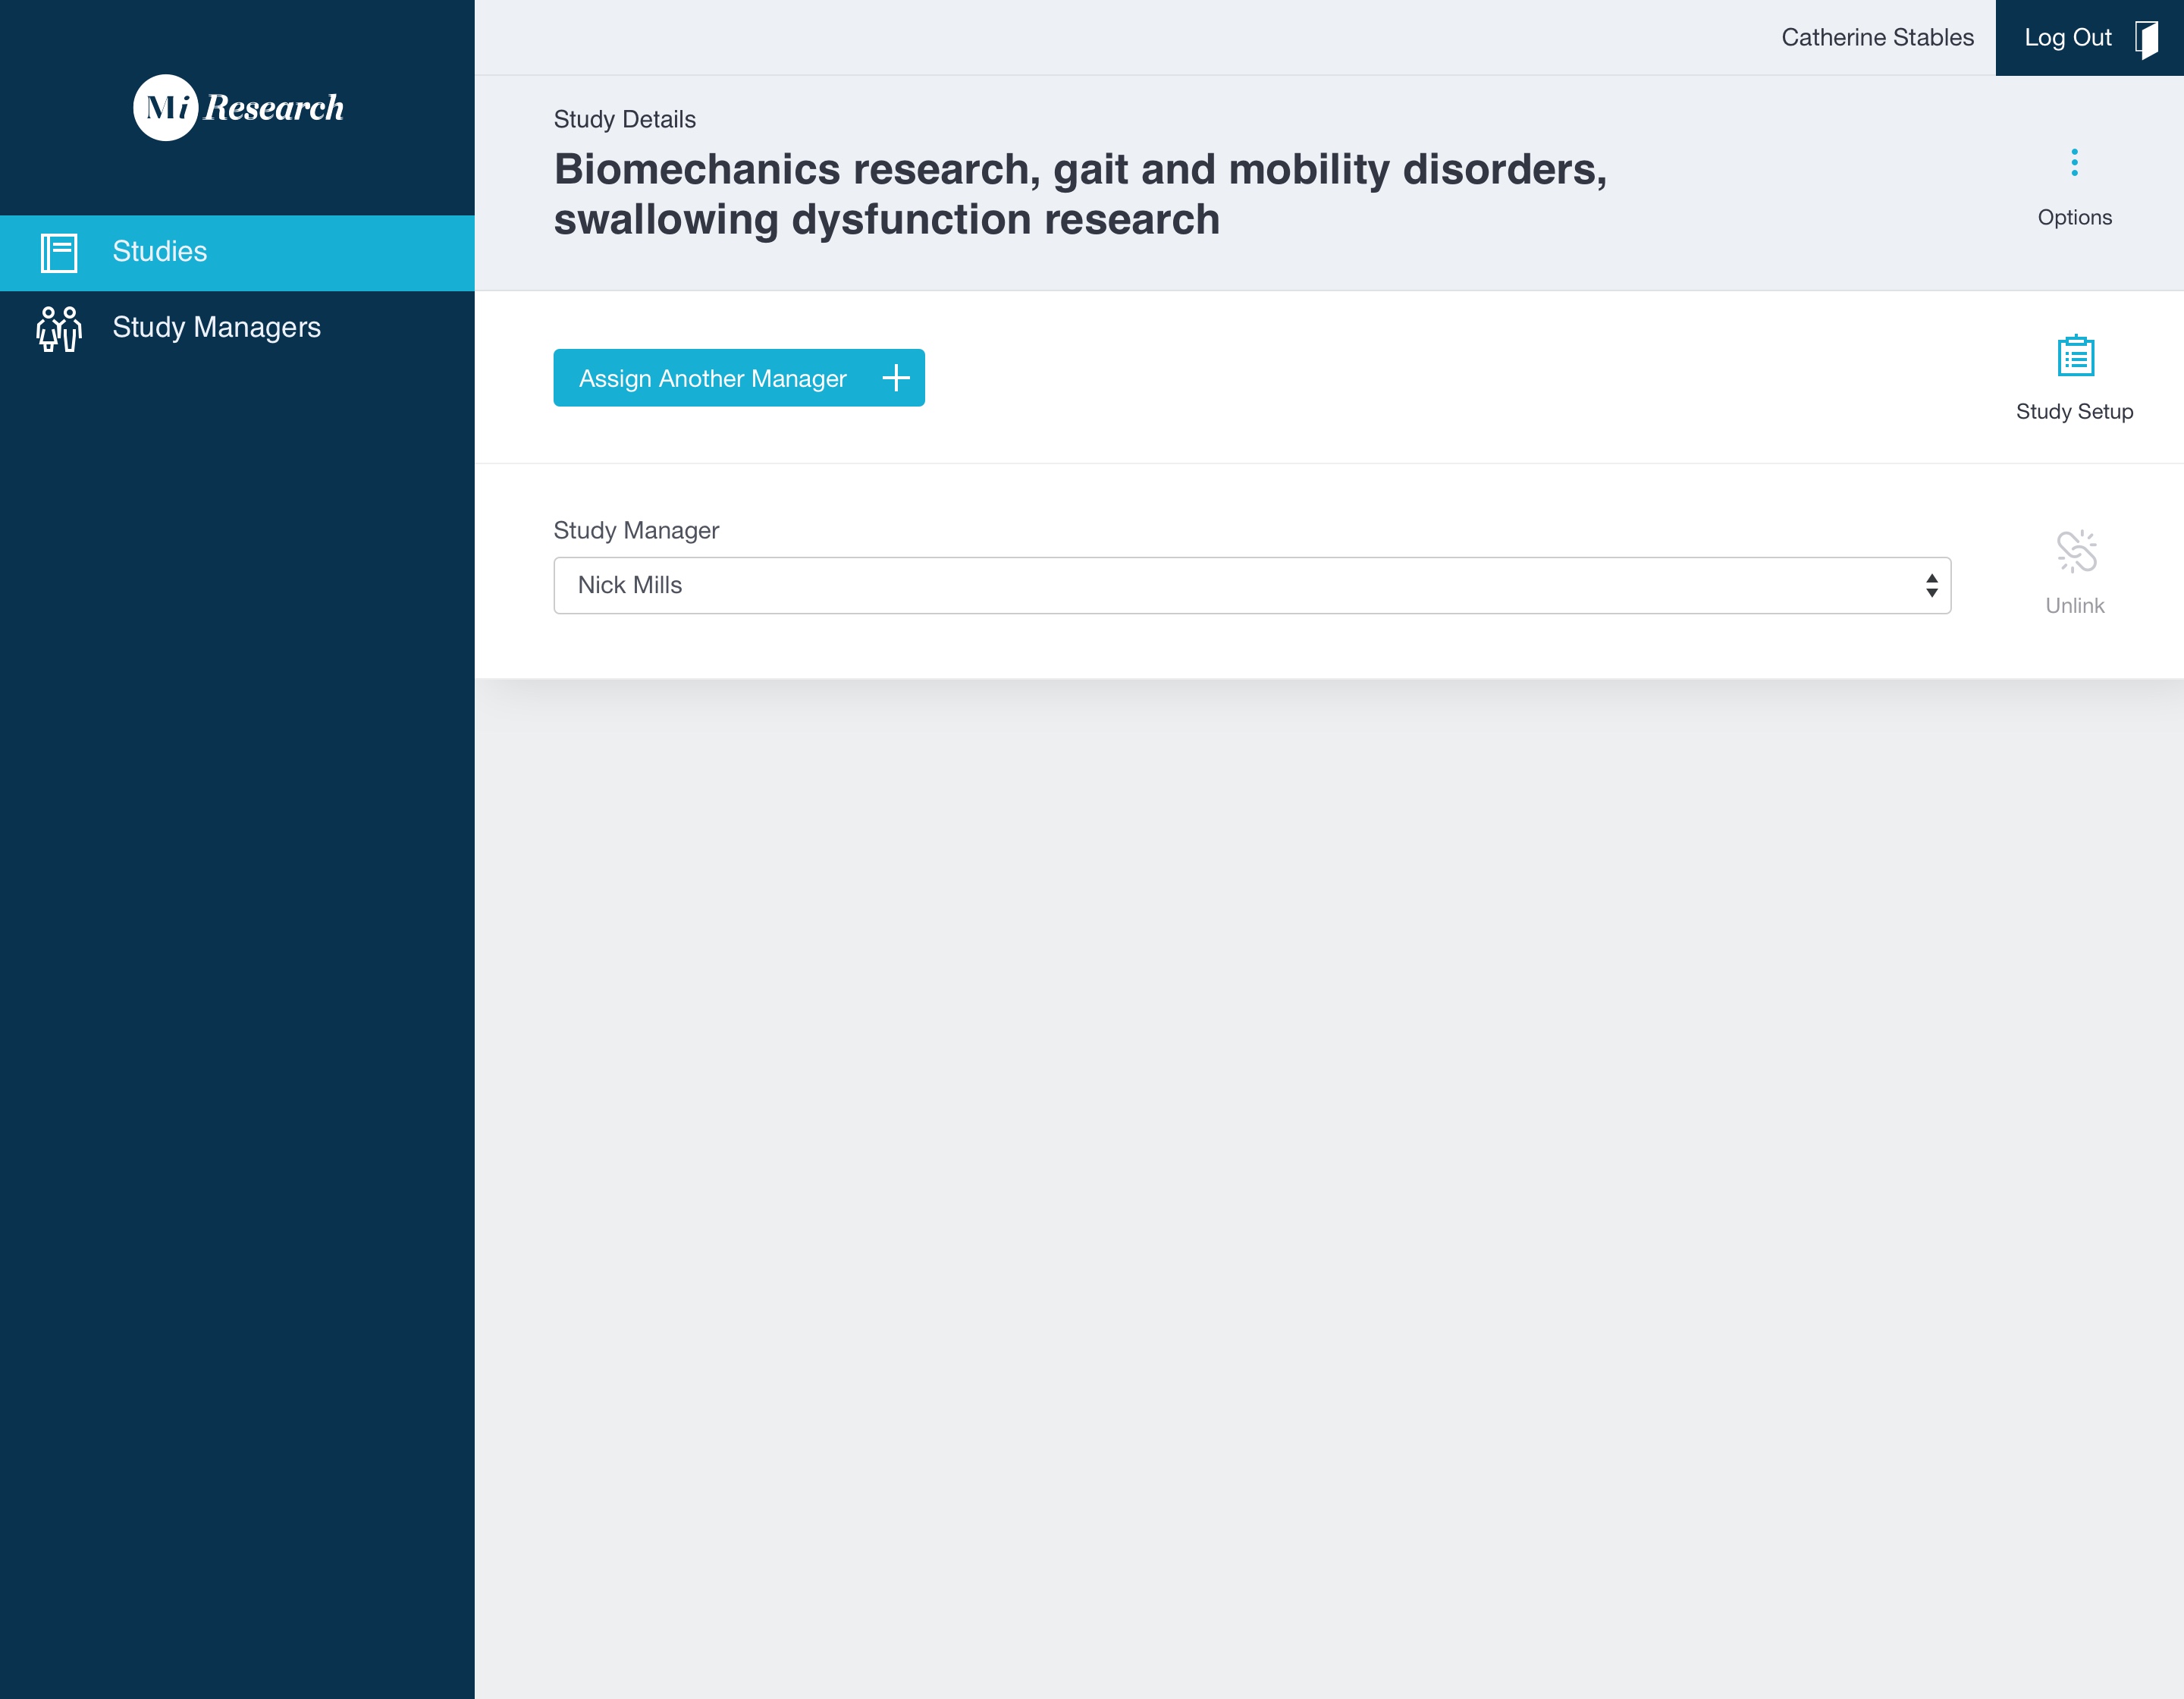 Mi Research
Catherine Stables
Log Out
Studies
Study Managers
Study Details
Biomechanics research, gait and mobility disorders,
swallowing dysfunction research
Options
Assign Another Manager
Study Setup
Study Manager
Nick Mills
Unlink